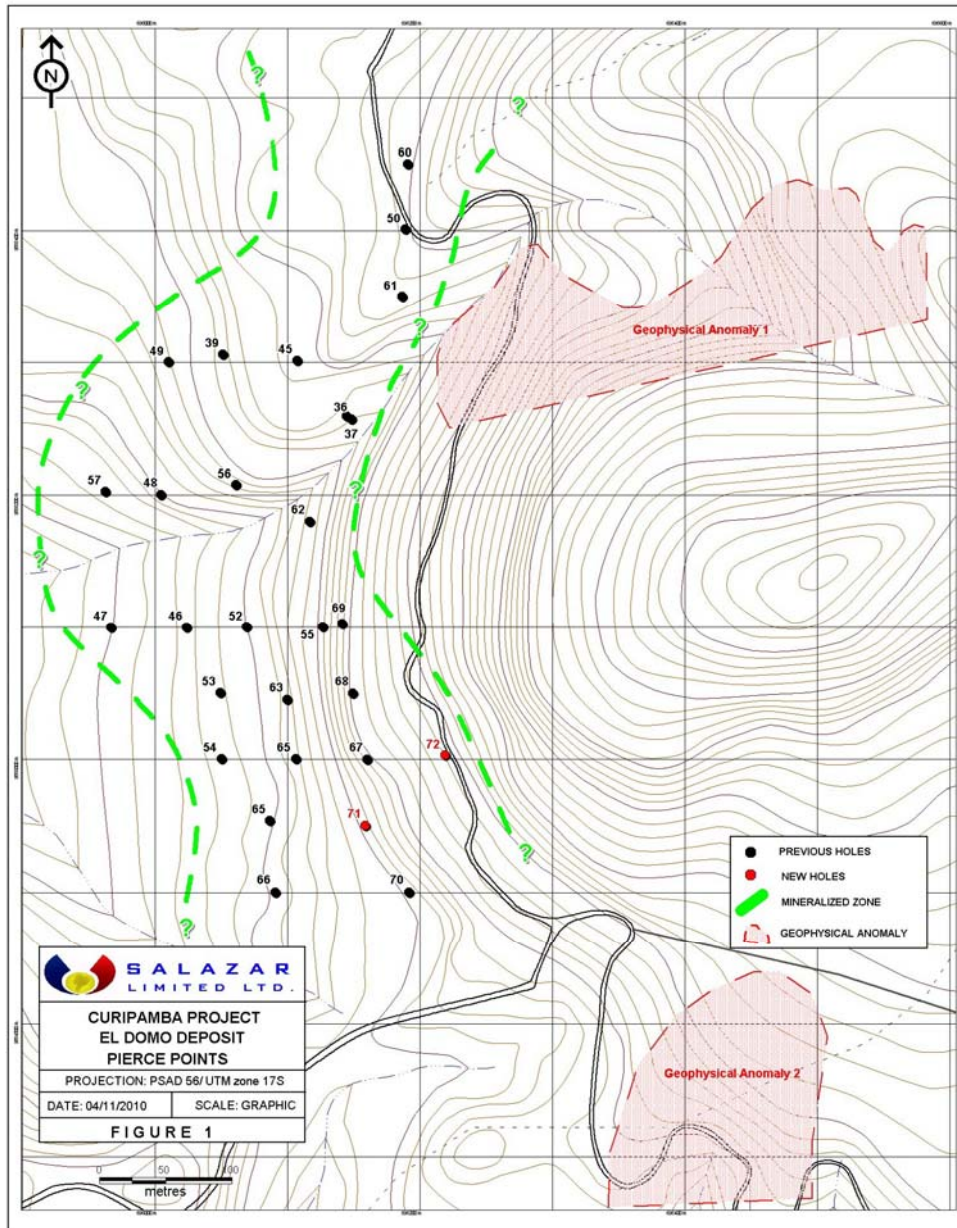 N
60
50
61
49
39
45
36
37
57
48
56
62
47
46
52
55
69
53
63
68
54
65
67
72
65
71
66
70
?
?
?
?
?
?
?
?
?
Geophysical Anomaly 1
Geophysical Anomaly 2
PREVIOUS HOLES
NEW HOLES
MINERALIZED ZONE
GEOPHYSICAL ANOMALY
SALAZAR
LIMITED LTD.
CURIPAMBA PROJECT
EL DOMO DEPOSIT
PIERCE POINTS
PROJECTION: PSAD 56/ UTM zone 17S
DATE: 04/11/2010
SCALE: GRAPHIC
FIGURE 1
0 50 100
metres